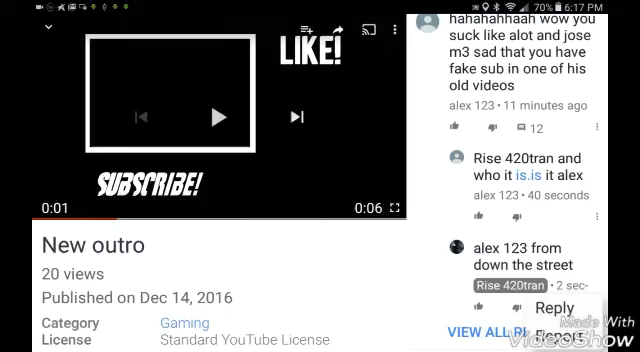 70% 6:17 PM
LIKE!
SUBSCRIBE!
0:01
0:06
New outro
20 views
Published on Dec 14, 2016
Category Gaming
License Standard YouTube License
hahahahhaah wow you
suck like alot and jose
m3 sad that you have
fake sub in one of his
old videos
alex 123 • 11 minutes ago
12
Rise 420tran and
who it is.is it alex
alex 123 • 40 seconds
alex 123 from
down the street
Rise 420tran • 2 sec-
Reply
VIEW ALL
Report
Made With
VideoShow